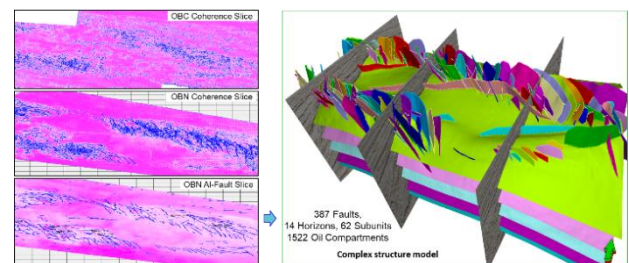 OBC Coherence Slice
OBN Coherence Slice
OBN AI-Fault Slice
387 Faults,
14 Horizons, 62 Subunits
1522 Oil Compartments
Complex structure model